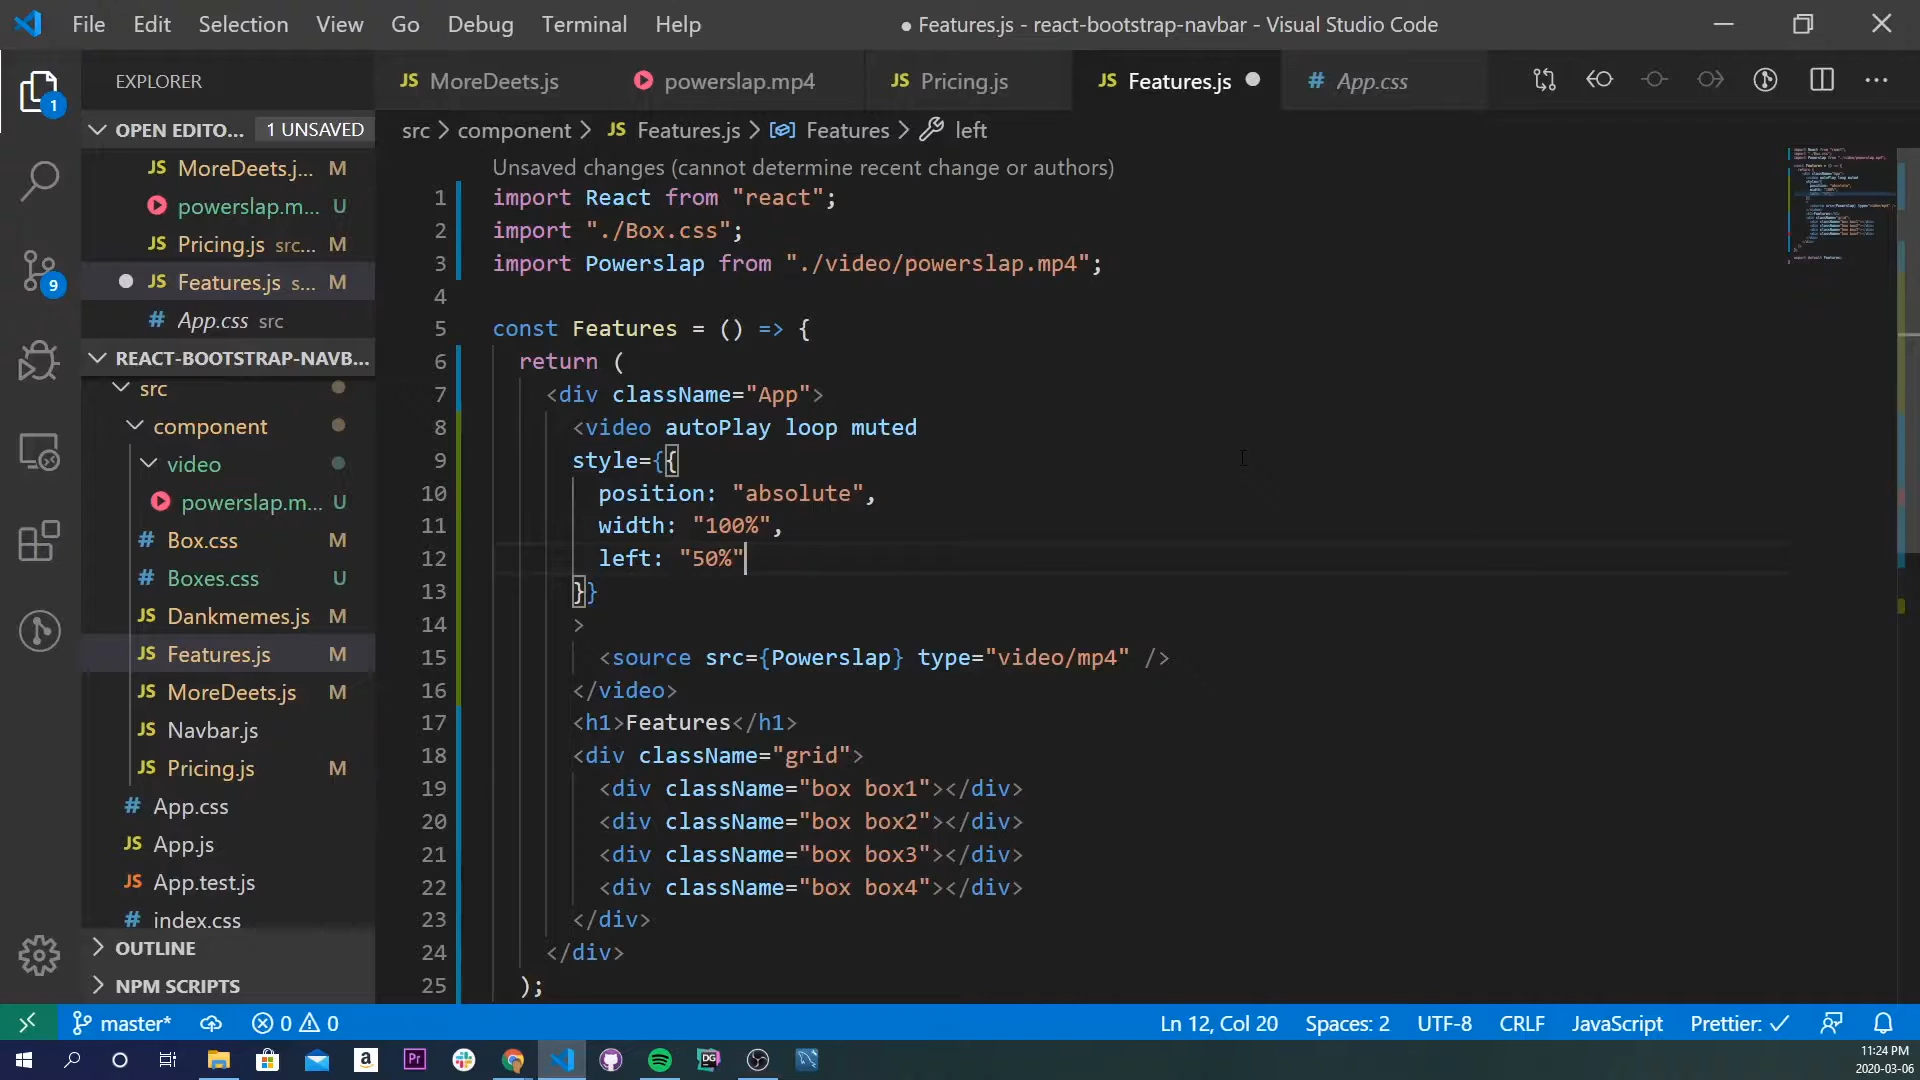 File Edit Selection View Go Debug Terminal Help
● Features.js - react-bootstrap-navbar - Visual Studio Code
EXPLORER
JS MoreDeets.js
powerslap.mp4
JS Pricing.js
JS Features.js
# App.css
1
OPEN EDITO... 1 UNSAVED
JS MoreDeets.j... M
powerslap.m... U
JS Pricing.js src... M
JS Features.js s... M
# App.css src
9
REACT-BOOTSTRAP-NAVB...
src
component
video
powerslap.m... U
# Box.css M
# Boxes.css U
JS Dankmemes.js M
JS Features.js M
JS MoreDeets.js M
JS Navbar.js
JS Pricing.js M
# App.css
JS App.js
JS App.test.js
# index.css
OUTLINE
NPM SCRIPTS
src > component > JS Features.js > Features > left
Unsaved changes (cannot determine recent change or authors)
1 import React from "react";
2 import "./Box.css";
3 import Powerslap from "./video/powerslap.mp4";
4
5 const Features = () => {
6 return (
7 <div className="App">
8 <video autoPlay loop muted
9 style={{
10 position: "absolute",
11 width: "100%",
12 left: "50%"
13 }}
14 >
15 <source src={Powerslap} type="video/mp4" />
16 </video>
17 <h1>Features</h1>
18 <div className="grid">
19 <div className="box box1"></div>
20 <div className="box box2"></div>
21 <div className="box box3"></div>
22 <div className="box box4"></div>
23 </div>
24 </div>
25 );
master* 0 0
Ln 12, Col 20 Spaces: 2 UTF-8 CRLF JavaScript Prettier: ✓
a Pr DG
11:24 PM
2020-03-06